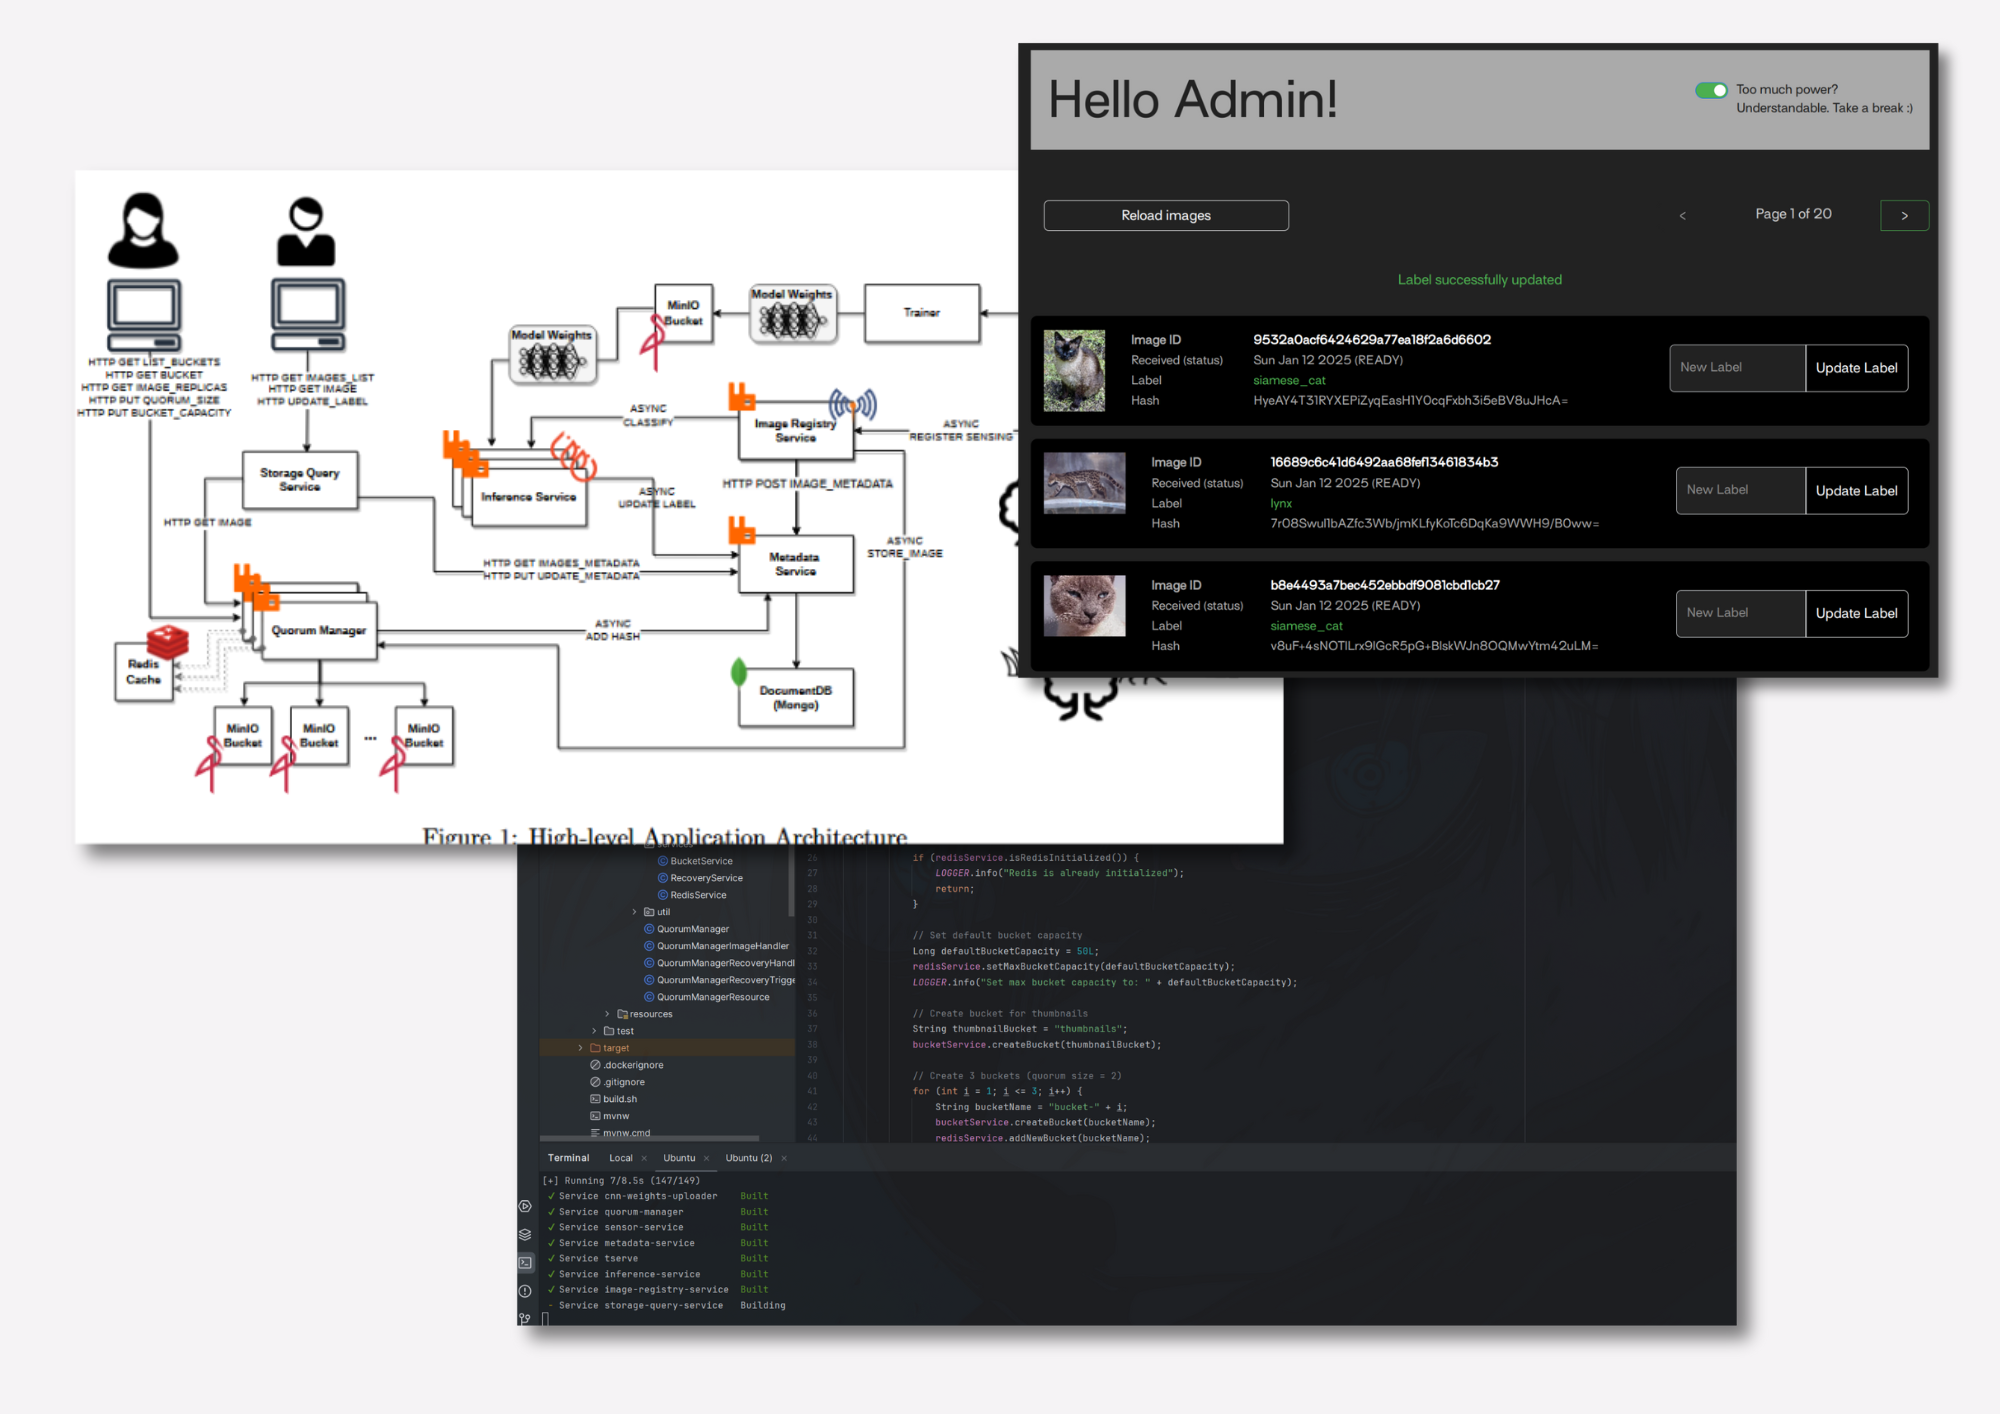 Hello Admin!
Too much power?
Understandable. Take a break :)
Reload images
<
Page 1 of 20
>
Label successfully updated
Image ID 9532a0acf6424629a77ea18f2a6d6602
Received (status) Sun Jan 12 2025 (READY)
Label siamese_cat
Hash HyeAY4T31RYXEPiZyqEasH1Y0cqFxbh3i5eBV8uJHcA=
New Label Update Label
Image ID 16689c6c41d6492aa68fef13461834b3
Received (status) Sun Jan 12 2025 (READY)
Label lynx
Hash 7r08Swul1bAZfc3Wb/jmKLfyKoTc6DqKa9WWH9/B0ww=
New Label Update Label
Image ID b8e4493a7bec452ebbdf9081cbd1cb27
Received (status) Sun Jan 12 2025 (READY)
Label siamese_cat
Hash v8uF+4sNOTlLrx9lGcR5pG+BlskWJn8OQMwYtm42uLM=
New Label Update Label
HTTP GET LIST_BUCKETS
HTTP GET BUCKET
HTTP GET IMAGE_REPLICAS
HTTP PUT QUORUM_SIZE
HTTP PUT BUCKET_CAPACITY
HTTP GET IMAGES_LIST
HTTP GET IMAGE
HTTP UPDATE_LABEL
Model Weights
MinIO
Bucket
Model Weights
Trainer
ASYNC
CLASSIFY
Image Registry
Service
ASYNC
REGISTER SENSING
Storage Query
Service
Inference Service
ASYNC
UPDATE LABEL
HTTP POST IMAGE_METADATA
HTTP GET IMAGE
HTTP GET IMAGES_METADATA
HTTP PUT UPDATE_METADATA
Metadata
Service
ASYNC
STORE_IMAGE
Quorum Manager
ASYNC
ADD HASH
Redis
Cache
DocumentDB
(Mongo)
MinIO
Bucket
MinIO
Bucket
...
MinIO
Bucket
Figure 1: High-level Application Architecture
services
BucketService
RecoveryService
RedisService
util
QuorumManager
QuorumManagerImageHandler
QuorumManagerRecoveryHandl
QuorumManagerRecoveryTrigge
QuorumManagerResource
resources
test
target
.dockerignore
.gitignore
build.sh
mvnw
mvnw.cmd
26 if (redisService.isRedisInitialized()) {
27 LOGGER.info("Redis is already initialized");
28 return;
29 }
30
31 // Set default bucket capacity
32 Long defaultBucketCapacity = 50L;
33 redisService.setMaxBucketCapacity(defaultBucketCapacity);
34 LOGGER.info("Set max bucket capacity to: " + defaultBucketCapacity);
35
36 // Create bucket for thumbnails
37 String thumbnailBucket = "thumbnails";
38 bucketService.createBucket(thumbnailBucket);
39
40 // Create 3 buckets (quorum size = 2)
41 for (int i = 1; i <= 3; i++) {
42 String bucketName = "bucket-" + i;
43 bucketService.createBucket(bucketName);
44 redisService.addNewBucket(bucketName);
Terminal Local × Ubuntu × Ubuntu (2) ×
[+] Running 7/8.5s (147/149)
✓ Service cnn-weights-uploader Built
✓ Service quorum-manager Built
✓ Service sensor-service Built
✓ Service metadata-service Built
✓ Service tserve Built
✓ Service inference-service Built
✓ Service image-registry-service Built
- Service storage-query-service Building